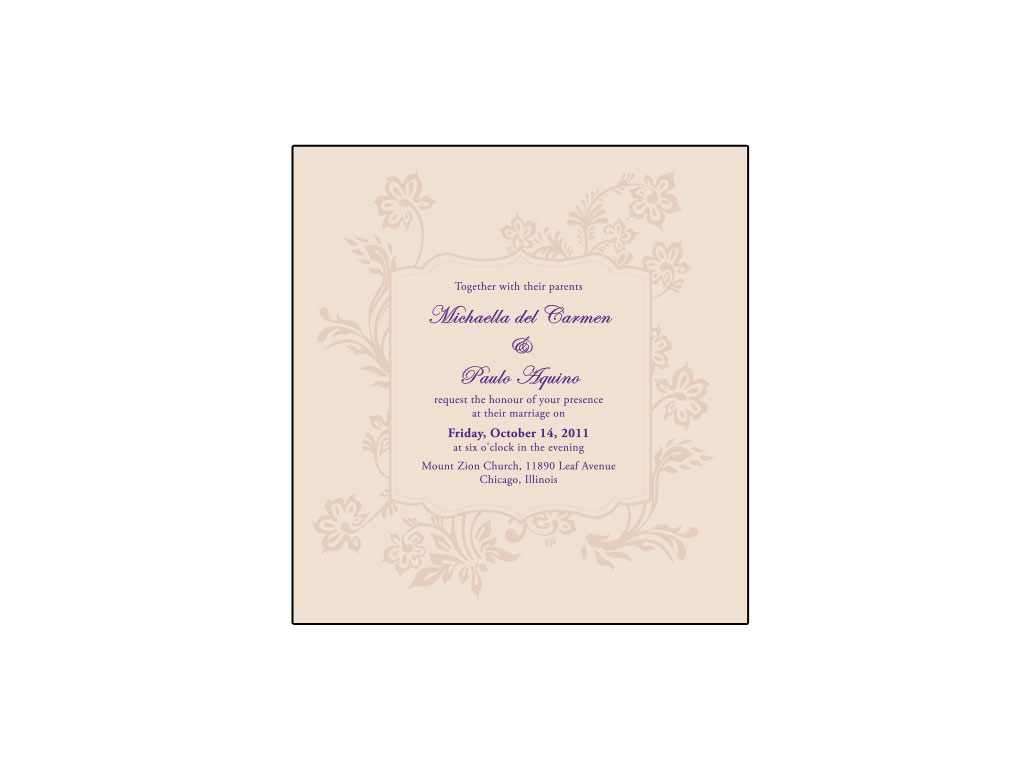 Together with their parents
Michaella del Carmen
&
Paulo Aquino
request the honour of your presence
at their marriage on
Friday, October 14, 2011
at six o'clock in the evening
Mount Zion Church, 11890 Leaf Avenue
Chicago, Illinois